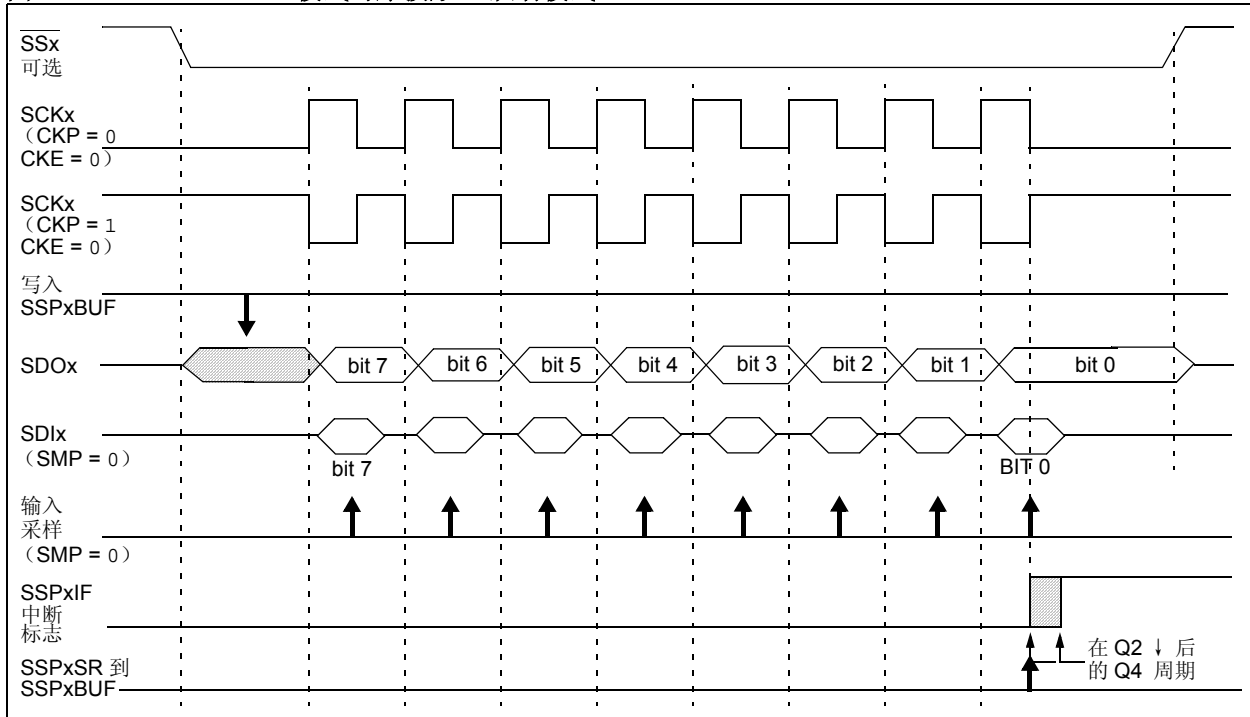 SSx
可选
SCKx
（CKP = 0
CKE = 0）
SCKx
（CKP = 1
CKE = 0）
写入
SSPxBUF
SDOx
bit 7 bit 6 bit 5 bit 4 bit 3 bit 2 bit 1 bit 0
SDIx
（SMP = 0）
bit 7 BIT 0
输入
采样
（SMP = 0）
SSPxIF
中断
标志
SSPxSR 到
SSPxBUF
在 Q2 ↓ 后
的 Q4 周期